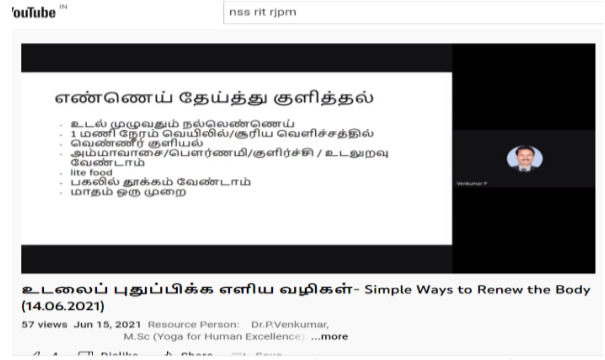 YouTube IN
nss rit rjpm
எண்ணெய் தேய்த்து குளித்தல்
உடல் முழுவதும் நல்லெண்ணெய்
1 மணி நேரம் வெயிலில்/சூரிய வெளிச்சத்தில்
வெண்ணீர் குளியல்
அம்மாவாசை/பௌர்ணமி/குளிர்ச்சி / உடலுறவு
வேண்டாம்
lite food
பகலில் தூக்கம் வேண்டாம்
மாதம் ஒரு முறை
Venkumar P
உடலைப் புதுப்பிக்க எளிய வழிகள்- Simple Ways to Renew the Body
(14.06.2021)
57 views Jun 15, 2021 Resource Person: Dr.P.Venkumar,
M.Sc (Yoga for Human Excellence) ...more
4 Dislike Share Save